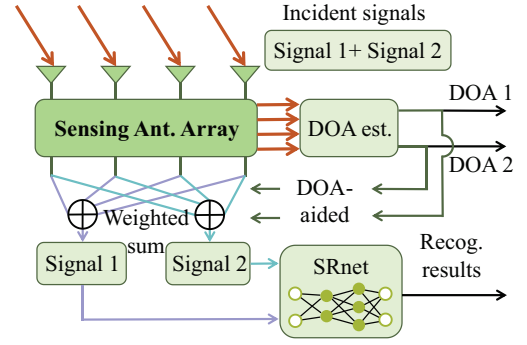 Incident signals
Signal 1+ Signal 2
Sensing Ant. Array
DOA est.
DOA 1
DOA 2
DOA-
aided
Weighted
sum
Signal 1
Signal 2
SRnet
Recog.
results